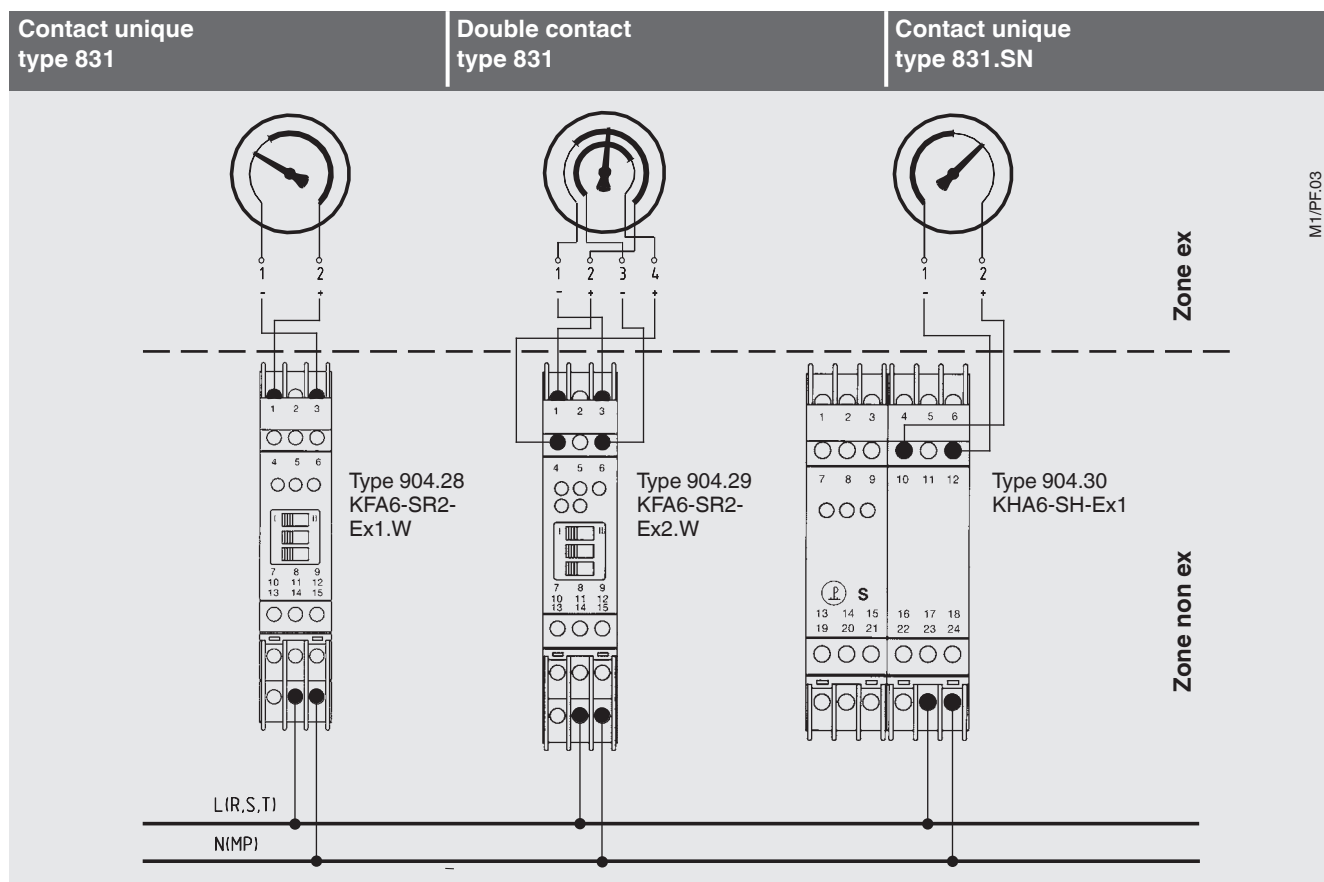 Contact unique
type 831
Double contact
type 831
Contact unique
type 831.SN
M1/PF.03
1 2
- +
1 2 3 4
- + - +
1 2
- +
Zone ex
1 2 3
4 5 6
I II
7 8 9
10 11 12
13 14 15
Type 904.28
KFA6-SR2-
Ex1.W
1 2 3
4 5 6
I II
7 8 9
10 11 12
13 14 15
Type 904.29
KFA6-SR2-
Ex2.W
1 2 3 4 5 6
7 8 9 10 11 12
S
13 14 15 16 17 18
19 20 21 22 23 24
Type 904.30
KHA6-SH-Ex1
Zone non ex
L(R,S,T)
N(MP)